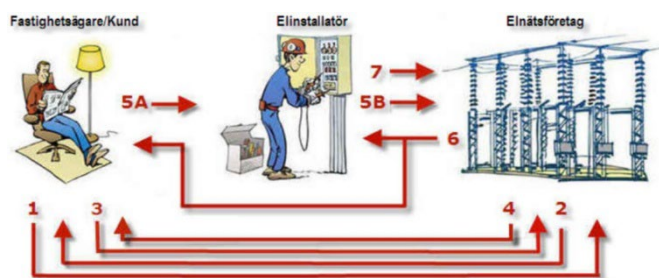 Fastighetsägare/Kund
Elinstallatör
Elnätsföretag
7
5A
5B
6
1
3
4
2